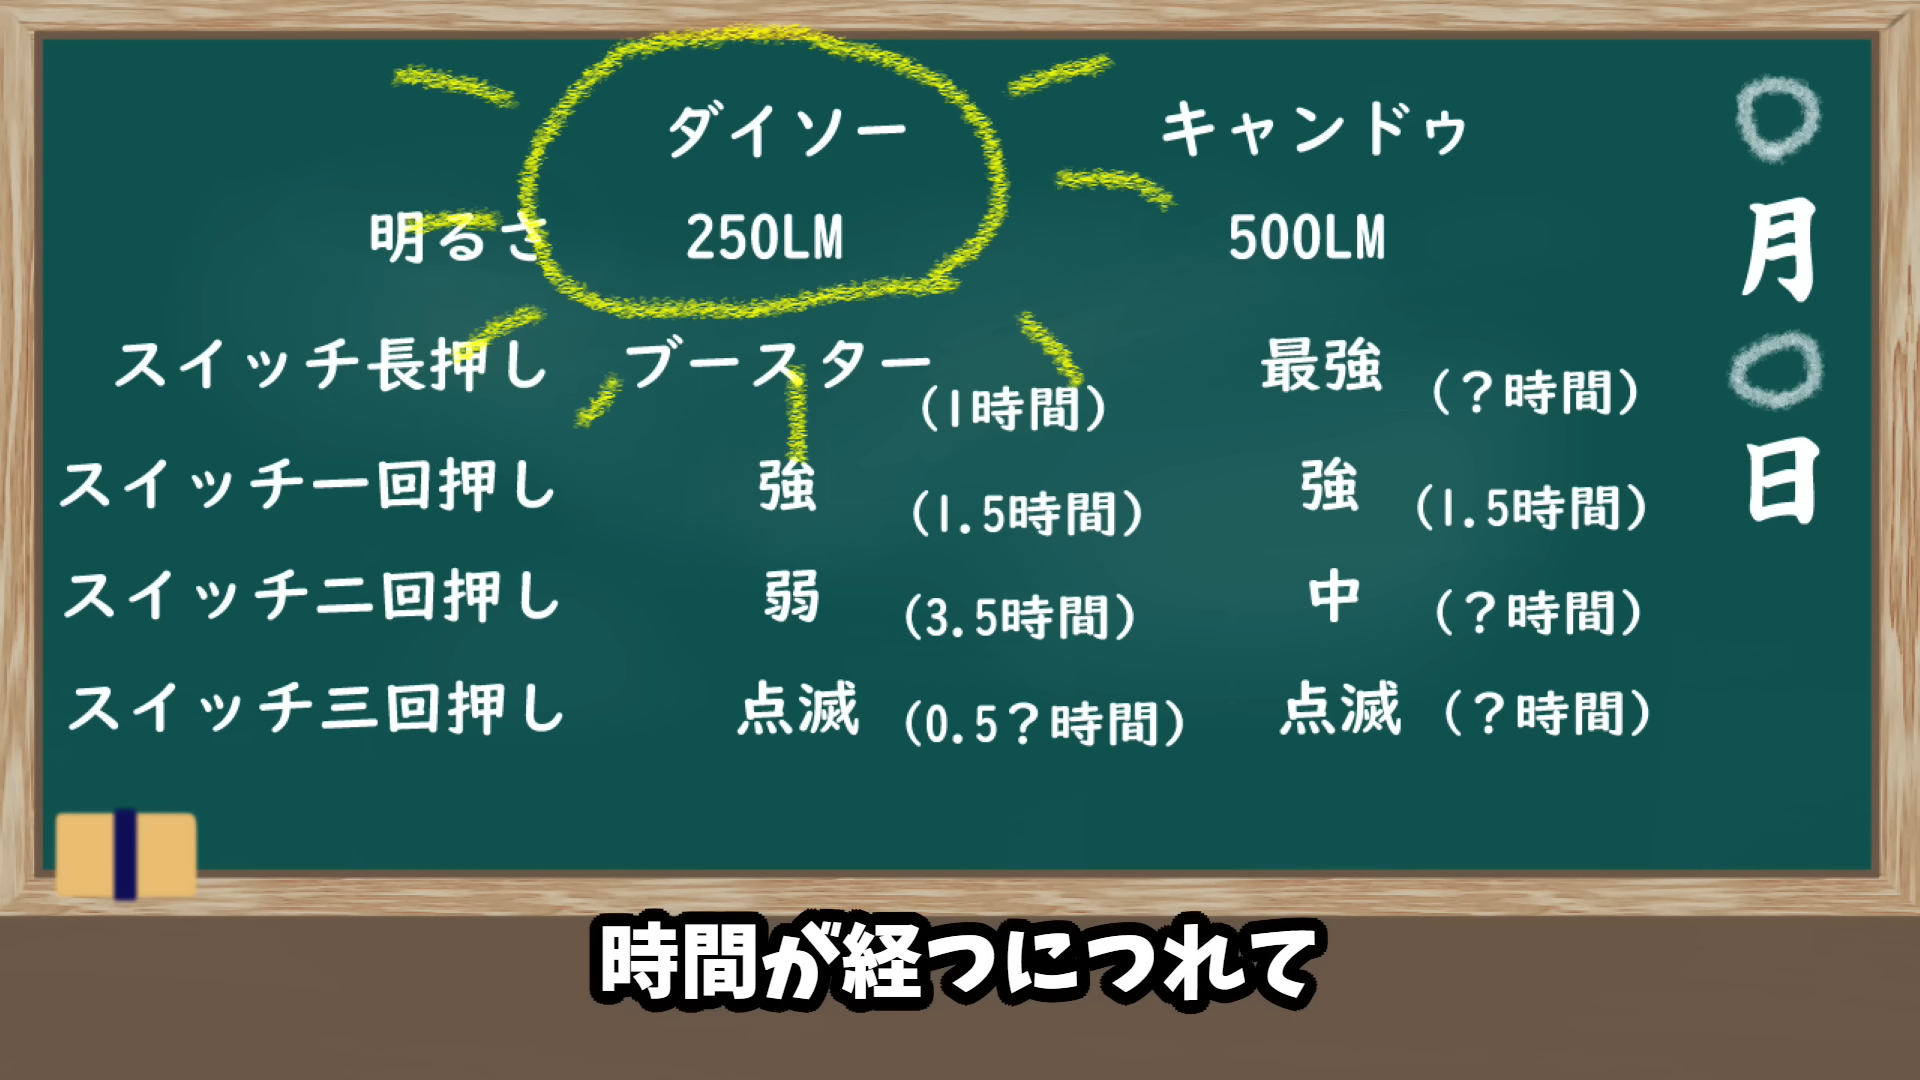 ダイソー キャンドゥ
明るさ 250LM 500LM
スイッチ長押し ブースター (1時間) 最強 (?時間)
スイッチ一回押し 強 (1.5時間) 強 (1.5時間)
スイッチ二回押し 弱 (3.5時間) 中 (?時間)
スイッチ三回押し 点滅 (0.5?時間) 点滅 (?時間)
○月○日
時間が経つにつれて